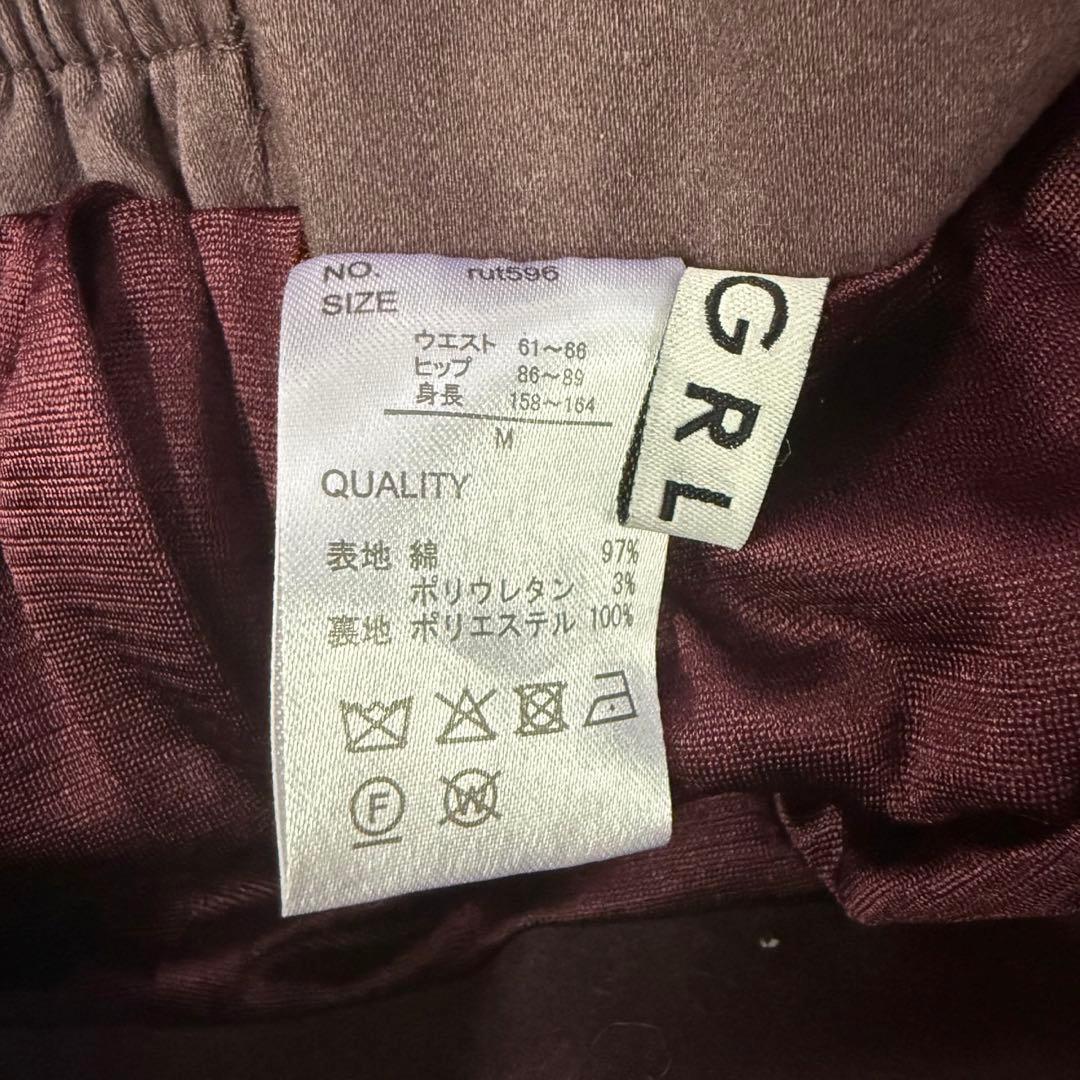 NO. rut596
SIZE
ウエスト 61～66
ヒップ 86～89
身長 158～164
M
QUALITY
表地 綿 97%
ポリウレタン 3%
裏地 ポリエステル 100%
F W
GRL